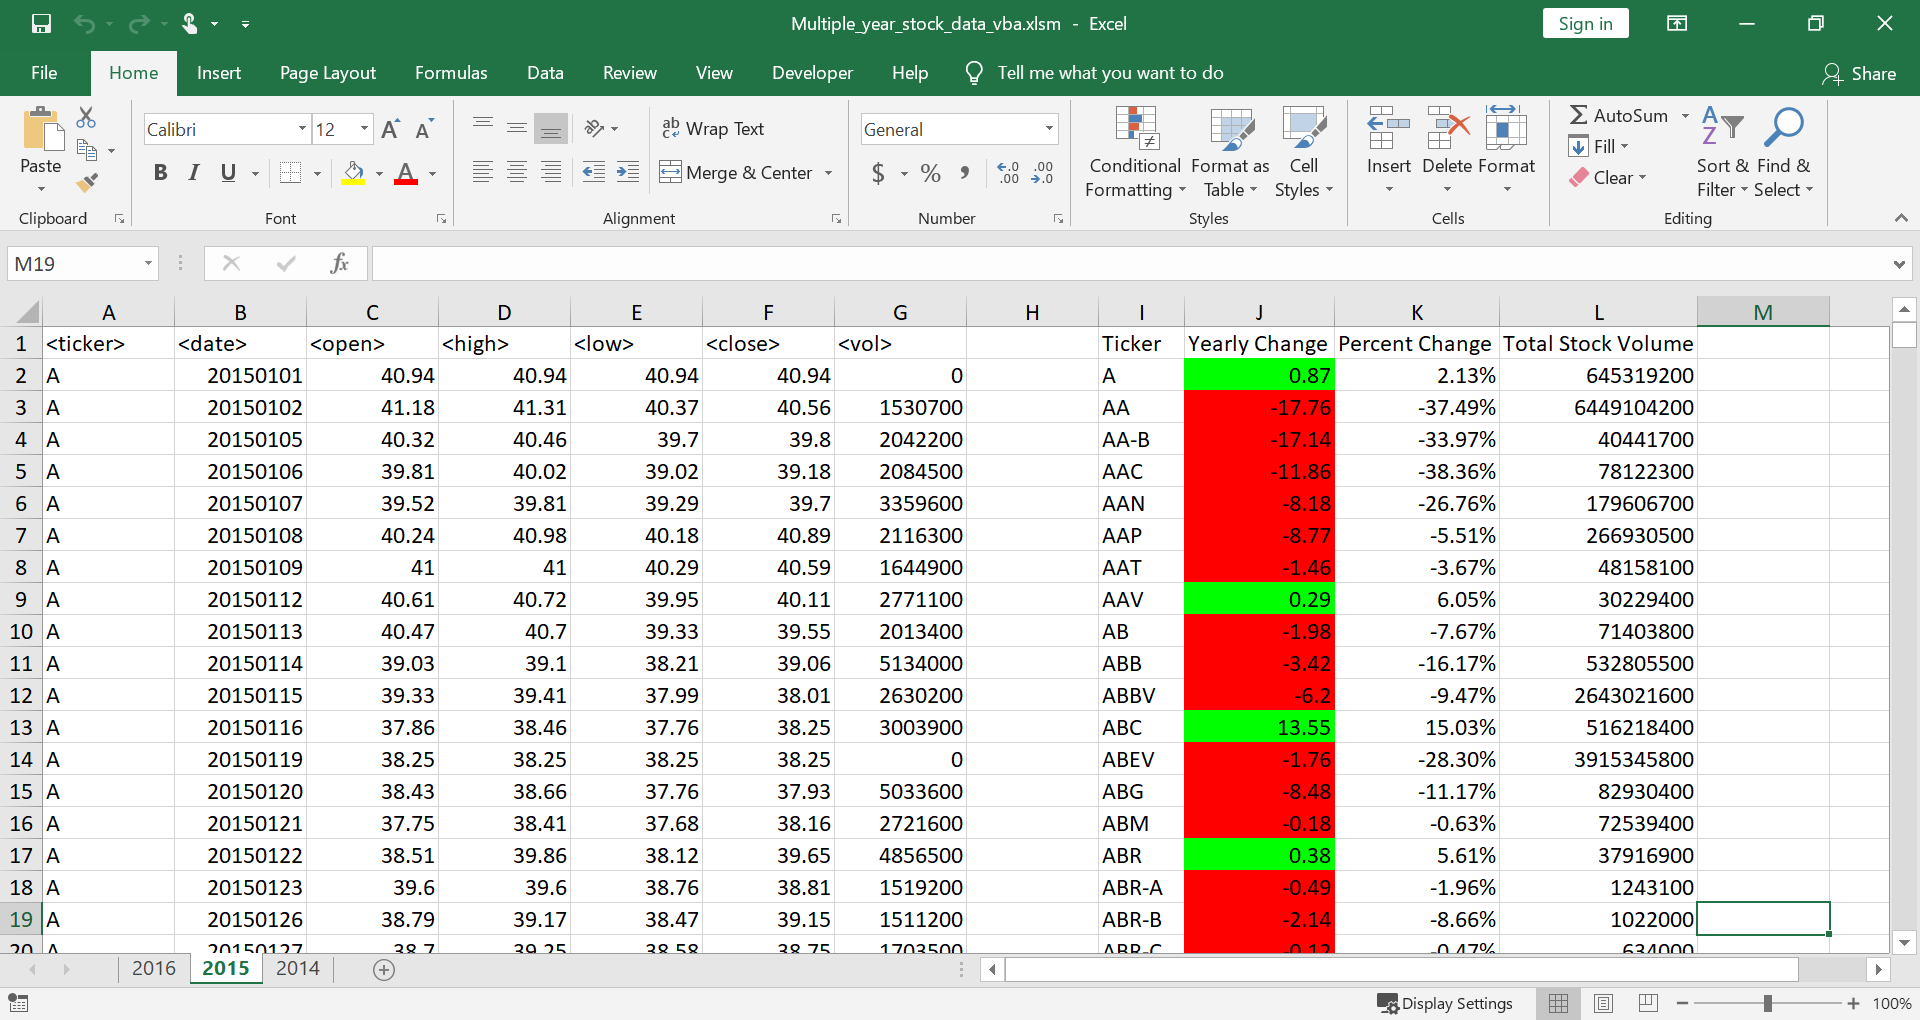 Multiple_year_stock_data_vba.xlsm - Excel
Sign in
File Home Insert Page Layout Formulas Data Review View Developer Help Tell me what you want to do Share
Calibri 12 Wrap Text General AutoSum
Paste B I U A Merge & Center $ % , Conditional Formatting Format as Table Cell Styles Insert Delete Format Fill Sort & Filter Find & Select
Clear
Clipboard Font Alignment Number Styles Cells Editing
M19 fx
A B C D E F G H I J K L M
1 <ticker> <date> <open> <high> <low> <close> <vol> Ticker Yearly Change Percent Change Total Stock Volume
2 A 20150101 40.94 40.94 40.94 40.94 0 A 0.87 2.13% 645319200
3 A 20150102 41.18 41.31 40.37 40.56 1530700 AA -17.76 -37.49% 6449104200
4 A 20150105 40.32 40.46 39.7 39.8 2042200 AA-B -17.14 -33.97% 40441700
5 A 20150106 39.81 40.02 39.02 39.18 2084500 AAC -11.86 -38.36% 78122300
6 A 20150107 39.52 39.81 39.29 39.7 3359600 AAN -8.18 -26.76% 179606700
7 A 20150108 40.24 40.98 40.18 40.89 2116300 AAP -8.77 -5.51% 266930500
8 A 20150109 41 41 40.29 40.59 1644900 AAT -1.46 -3.67% 48158100
9 A 20150112 40.61 40.72 39.95 40.11 2771100 AAV 0.29 6.05% 30229400
10 A 20150113 40.47 40.7 39.33 39.55 2013400 AB -1.98 -7.67% 71403800
11 A 20150114 39.03 39.1 38.21 39.06 5134000 ABB -3.42 -16.17% 532805500
12 A 20150115 39.33 39.41 37.99 38.01 2630200 ABBV -6.2 -9.47% 2643021600
13 A 20150116 37.86 38.46 37.76 38.25 3003900 ABC 13.55 15.03% 516218400
14 A 20150119 38.25 38.25 38.25 38.25 0 ABEV -1.76 -28.30% 3915345800
15 A 20150120 38.43 38.66 37.76 37.93 5033600 ABG -8.48 -11.17% 82930400
16 A 20150121 37.75 38.41 37.68 38.16 2721600 ABM -0.18 -0.63% 72539400
17 A 20150122 38.51 39.86 38.12 39.65 4856500 ABR 0.38 5.61% 37916900
18 A 20150123 39.6 39.6 38.76 38.81 1519200 ABR-A -0.49 -1.96% 1243100
19 A 20150126 38.79 39.17 38.47 39.15 1511200 ABR-B -2.14 -8.66% 1022000
20 A 20150127 38.7 39.25 38.58 38.75 1703500 ABR-C -0.12 -0.47% 634000
2016 2015 2014
Display Settings 100%